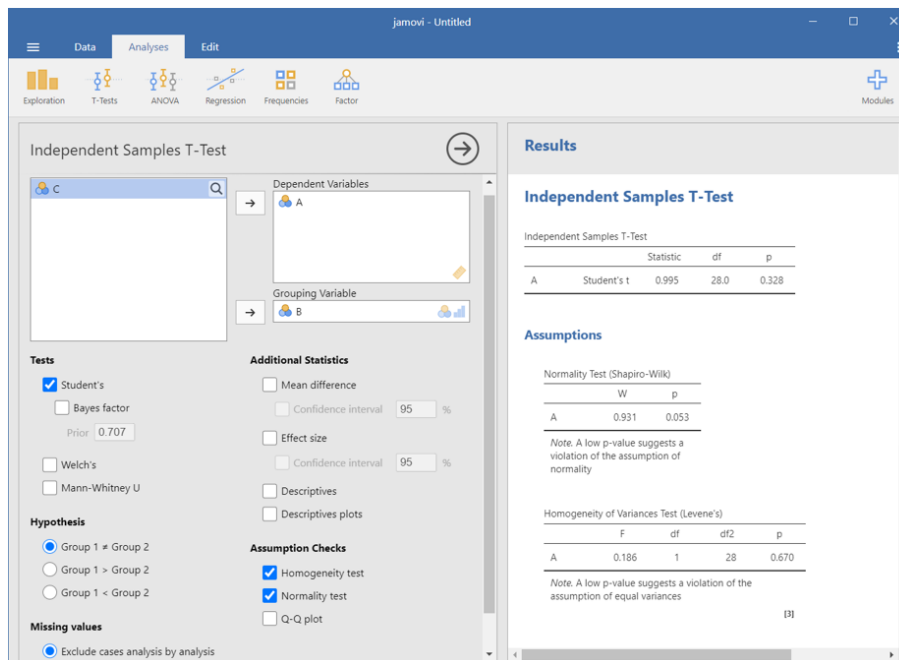 jamovi - Untitled
Data Analyses Edit
Exploration T-Tests ANOVA Regression Frequencies Factor Modules
Independent Samples T-Test
C
Dependent Variables
A
Grouping Variable
B
Tests
Student's
Bayes factor
Prior 0.707
Welch's
Mann-Whitney U
Hypothesis
Group 1 ≠ Group 2
Group 1 > Group 2
Group 1 < Group 2
Missing values
Exclude cases analysis by analysis
Additional Statistics
Mean difference
Confidence interval 95 %
Effect size
Confidence interval 95 %
Descriptives
Descriptives plots
Assumption Checks
Homogeneity test
Normality test
Q-Q plot
Results
Independent Samples T-Test
Independent Samples T-Test
Statistic df p
A Student's t 0.995 28.0 0.328
Assumptions
Normality Test (Shapiro-Wilk)
W p
A 0.931 0.053
Note. A low p-value suggests a
violation of the assumption of
normality
Homogeneity of Variances Test (Levene's)
F df df2 p
A 0.186 1 28 0.670
Note. A low p-value suggests a violation of the
assumption of equal variances
[3]